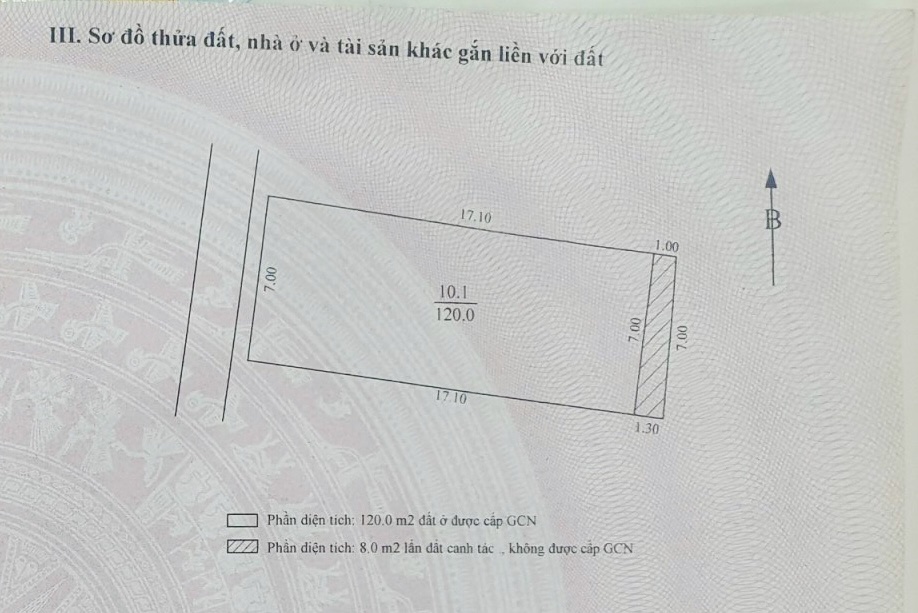 III. Sơ đồ thửa đất, nhà ở và tài sản khác gắn liền với đất
17.10
1.00
B
7.00
10.1
120.0
7.00
7.00
17.10
1.30
Phần diện tích: 120.0 m2 đất ở được cấp GCN
Phần diện tích: 8.0 m2 lấn đất canh tác ., không được cấp GCN